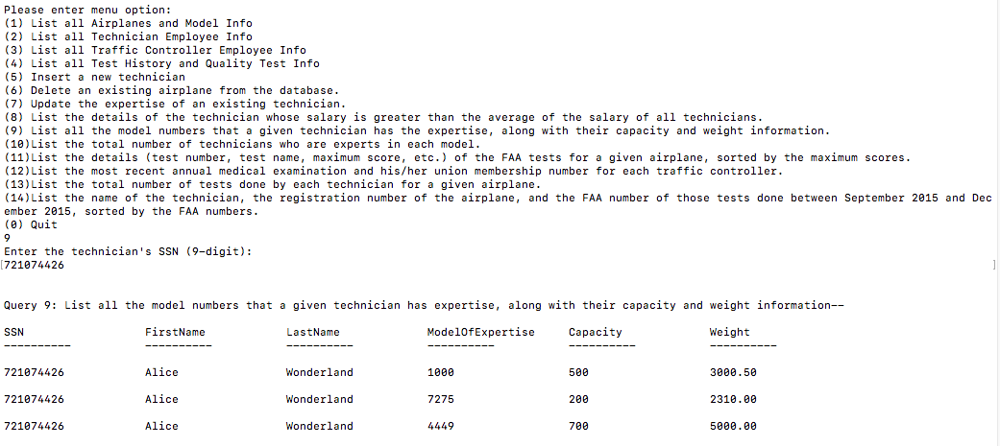 Please enter menu option:
(1) List all Airplanes and Model Info
(2) List all Technician Employee Info
(3) List all Traffic Controller Employee Info
(4) List all Test History and Quality Test Info
(5) Insert a new technician
(6) Delete an existing airplane from the database.
(7) Update the expertise of an existing technician.
(8) List the details of the technician whose salary is greater than the average of the salary of all technicians.
(9) List all the model numbers that a given technician has the expertise, along with their capacity and weight information.
(10)List the total number of technicians who are experts in each model.
(11)List the details (test number, test name, maximum score, etc.) of the FAA tests for a given airplane, sorted by the maximum scores.
(12)List the most recent annual medical examination and his/her union membership number for each traffic controller.
(13)List the total number of tests done by each technician for a given airplane.
(14)List the name of the technician, the registration number of the airplane, and the FAA number of those tests done between September 2015 and Dec
ember 2015, sorted by the FAA numbers.
(0) Quit
9
Enter the technician's SSN (9-digit):
[721074426 ]
Query 9: List all the model numbers that a given technician has expertise, along with their capacity and weight information--
SSN FirstName LastName ModelOfExpertise Capacity Weight
---------- ---------- ---------- ---------- ---------- ----------
721074426 Alice Wonderland 1000 500 3000.50
721074426 Alice Wonderland 7275 200 2310.00
721074426 Alice Wonderland 4449 700 5000.00